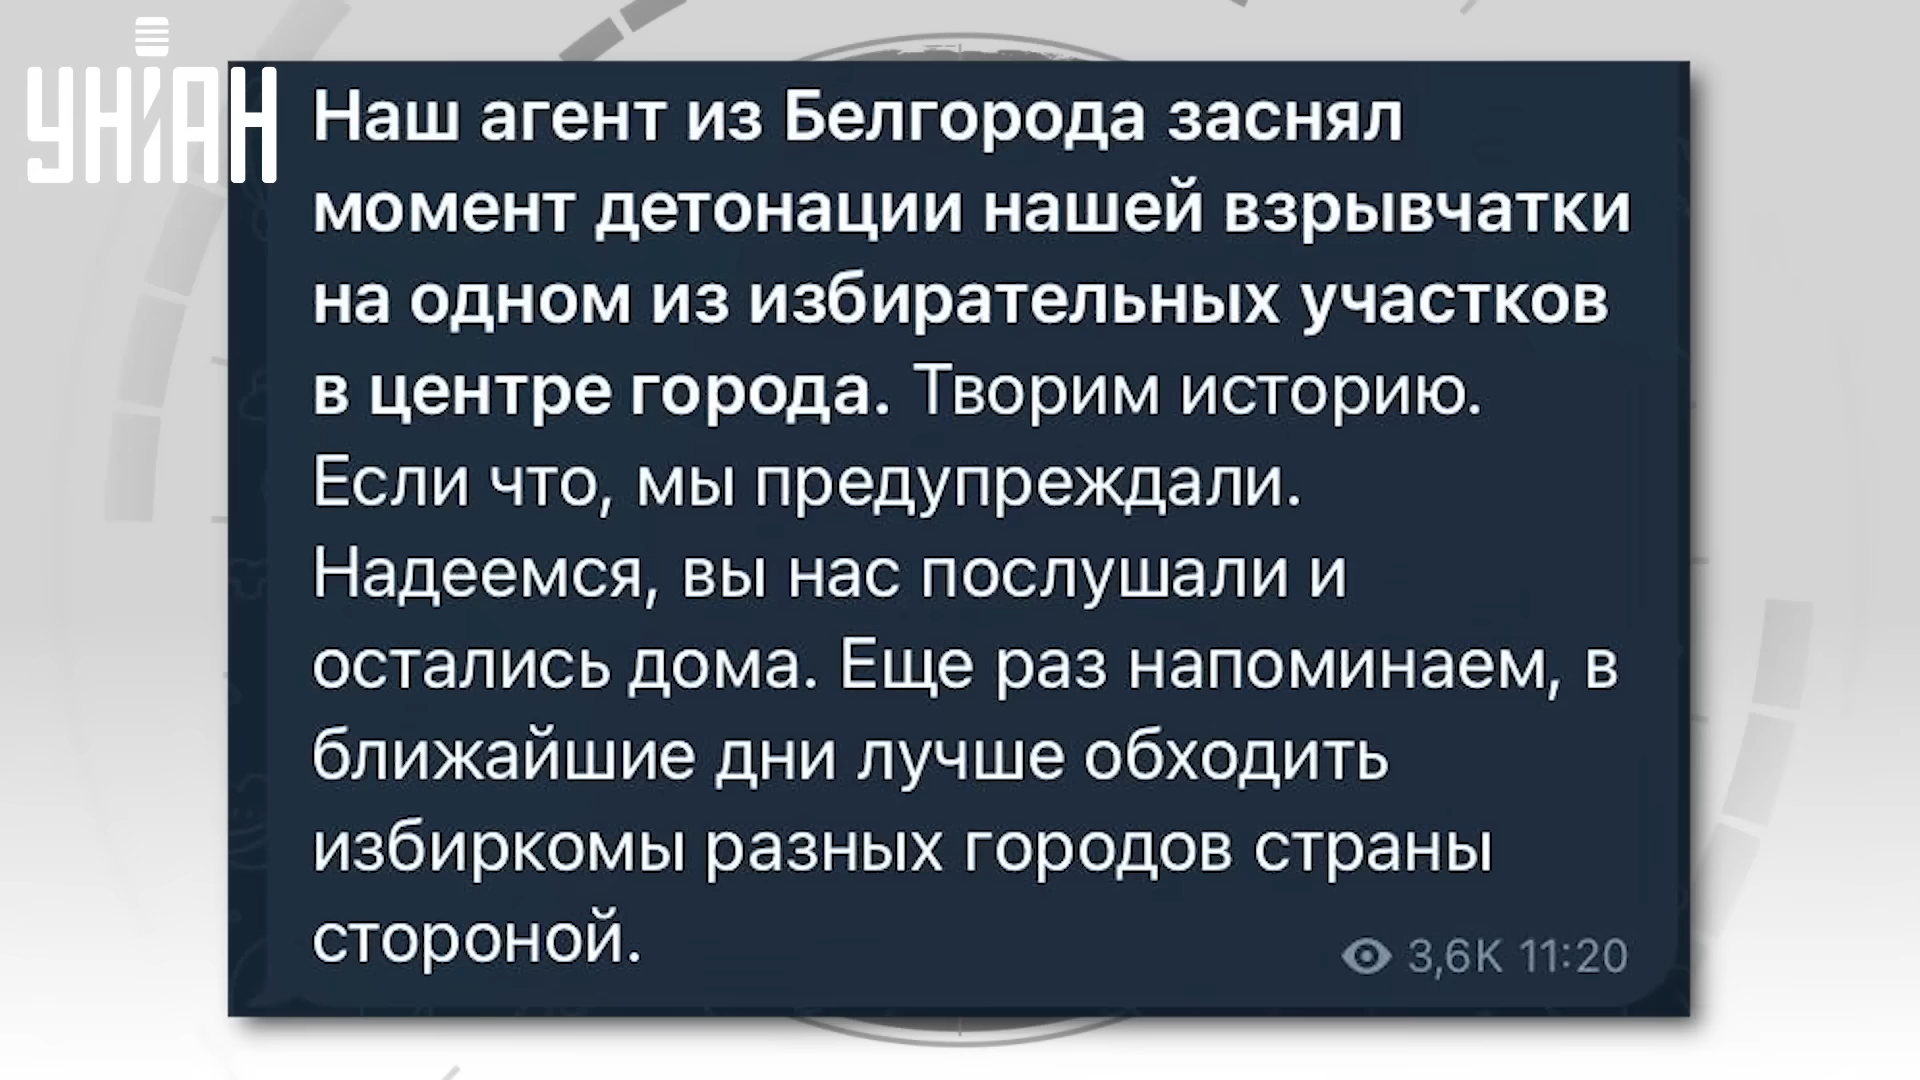 УНІАН
Наш агент из Белгорода заснял
момент детонации нашей взрывчатки
на одном из избирательных участков
в центре города. Творим историю.
Если что, мы предупреждали.
Надеемся, вы нас послушали и
остались дома. Еще раз напоминаем, в
ближайшие дни лучше обходить
избиркомы разных городов страны
стороной.
3,6K 11:20